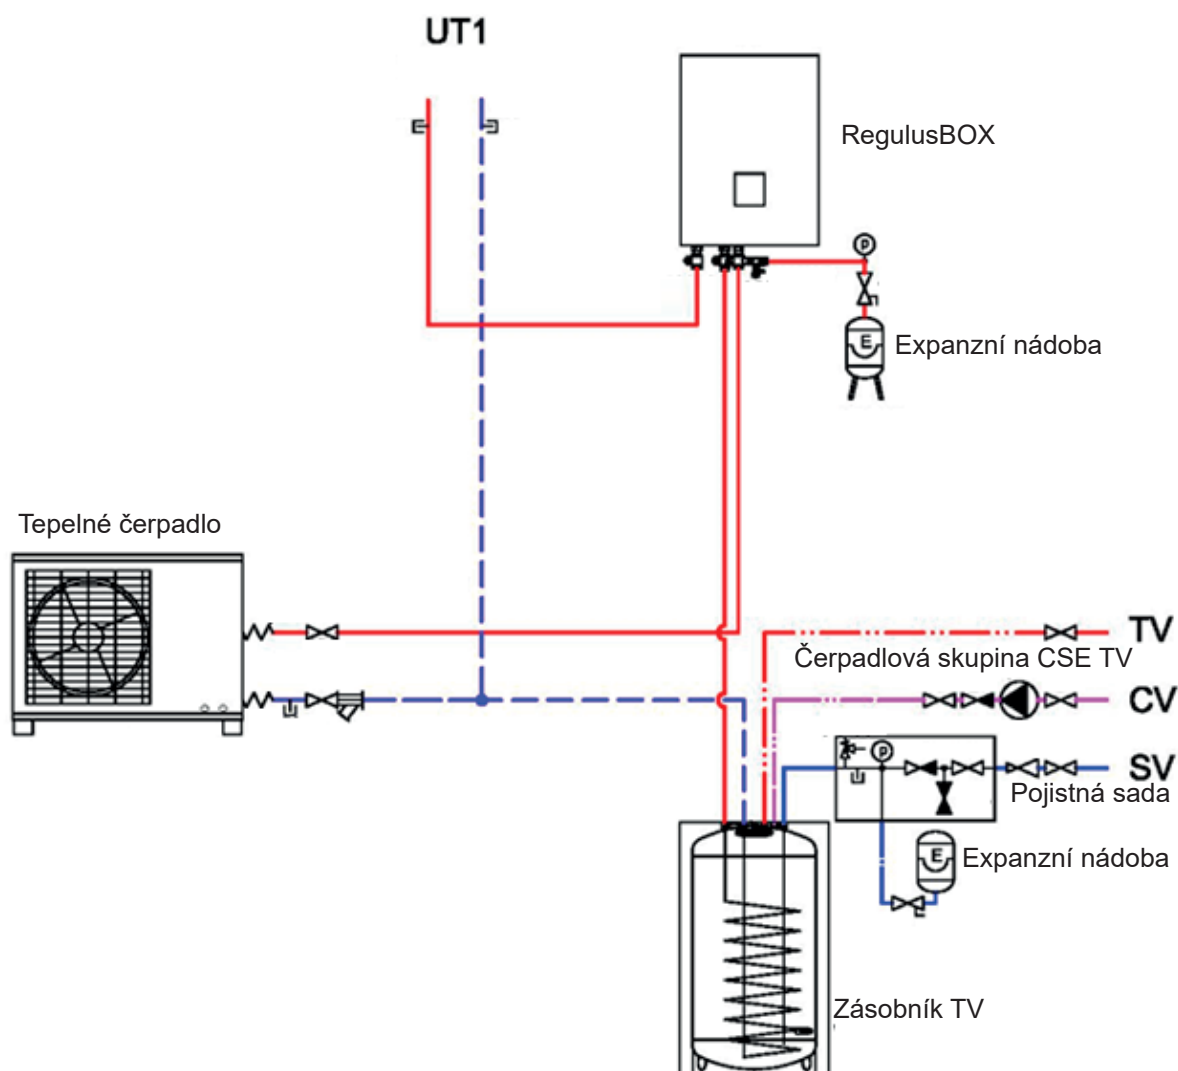 UT1
RegulusBOX
P
E
Expanzní nádoba
Tepelné čerpadlo
TV
Čerpadlová skupina CSE TV
CV
P
SV
Pojistná sada
E
Expanzní nádoba
Zásobník TV